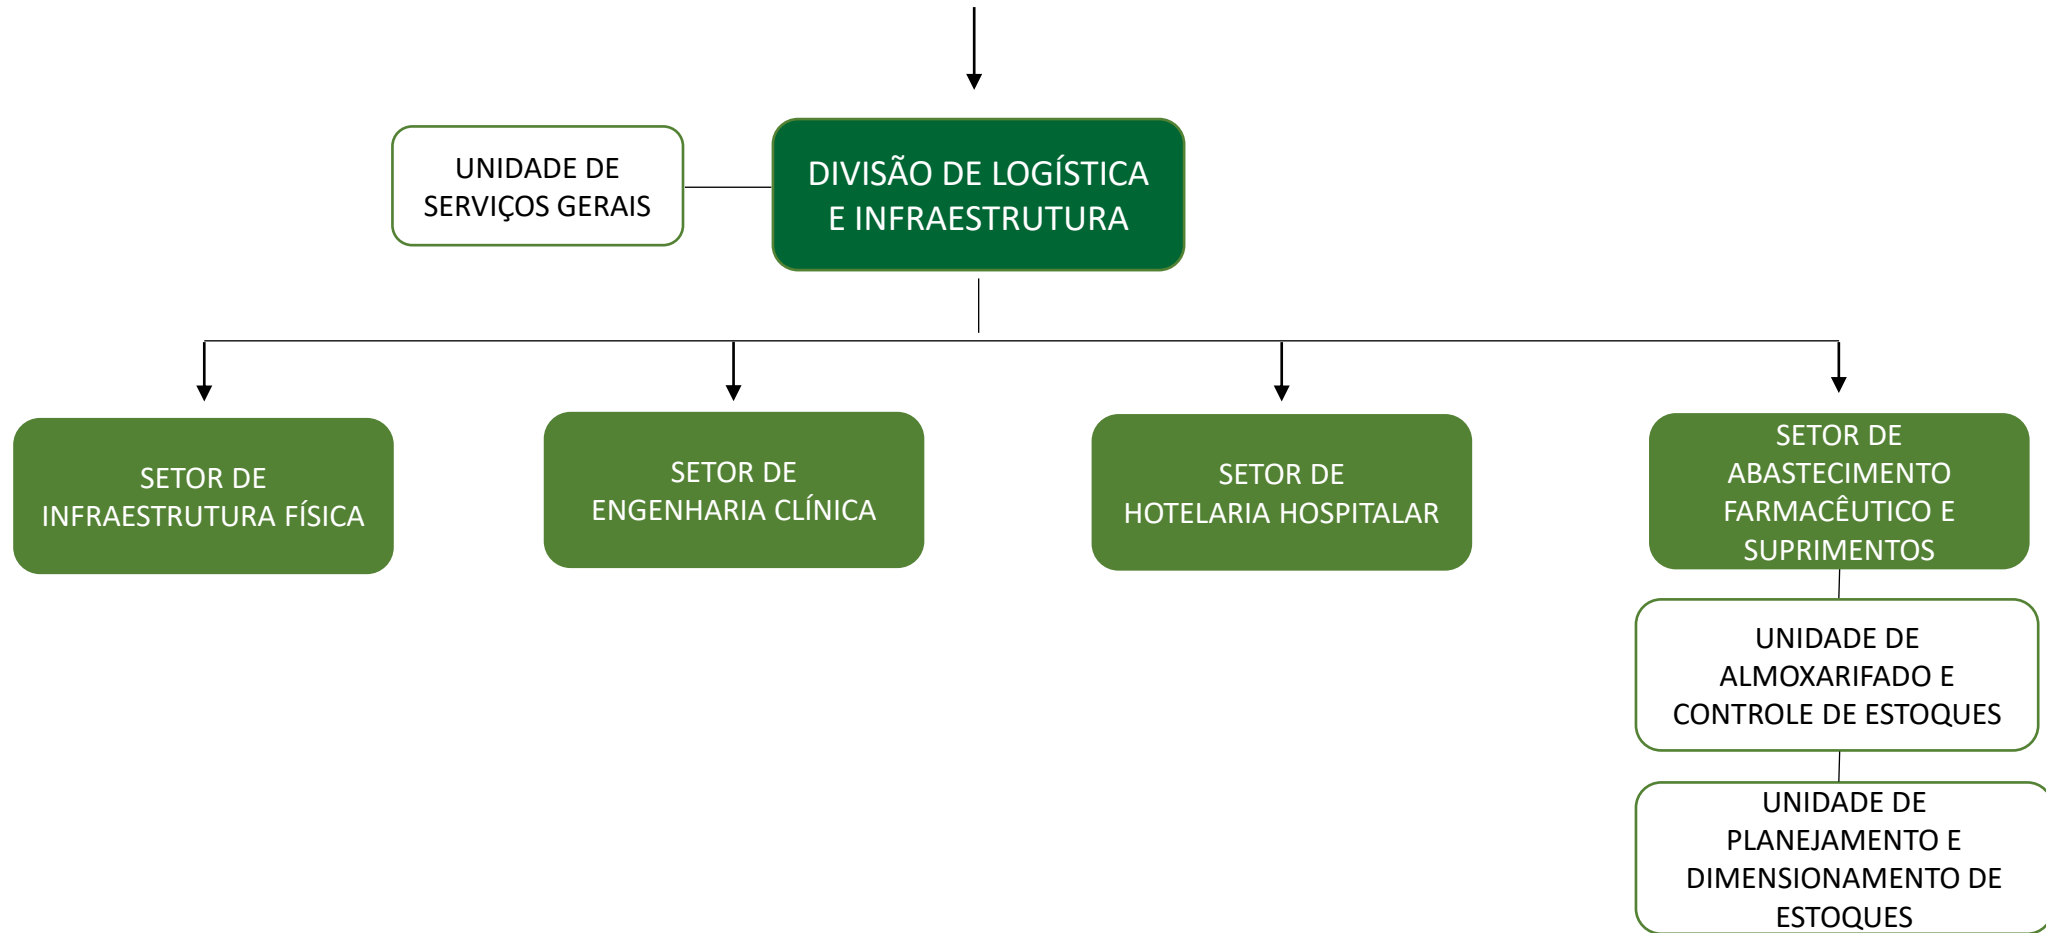 UNIDADE DE
SERVIÇOS GERAIS
DIVISÃO DE LOGÍSTICA
E INFRAESTRUTURA
SETOR DE
INFRAESTRUTURA FÍSICA
SETOR DE
ENGENHARIA CLÍNICA
SETOR DE
HOTELARIA HOSPITALAR
SETOR DE
ABASTECIMENTO
FARMACÊUTICO E
SUPRIMENTOS
UNIDADE DE
ALMOXARIFADO E
CONTROLE DE ESTOQUES
UNIDADE DE
PLANEJAMENTO E
DIMENSIONAMENTO DE
ESTOQUES